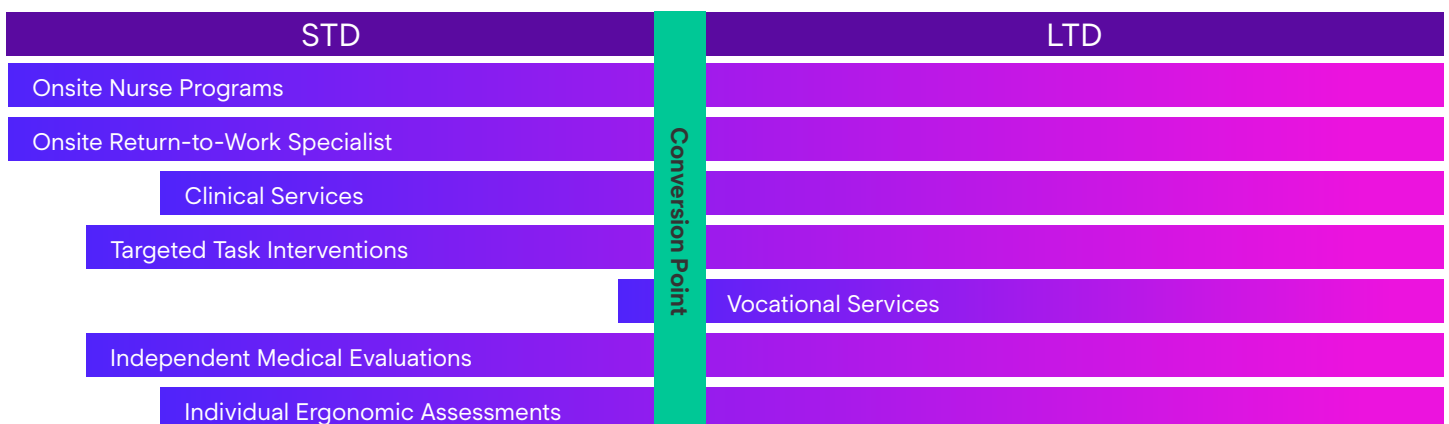 STD
LTD
Onsite Nurse Programs
Onsite Return-to-Work Specialist
Clinical Services
Targeted Task Interventions
Vocational Services
Independent Medical Evaluations
Individual Ergonomic Assessments
Conversion Point